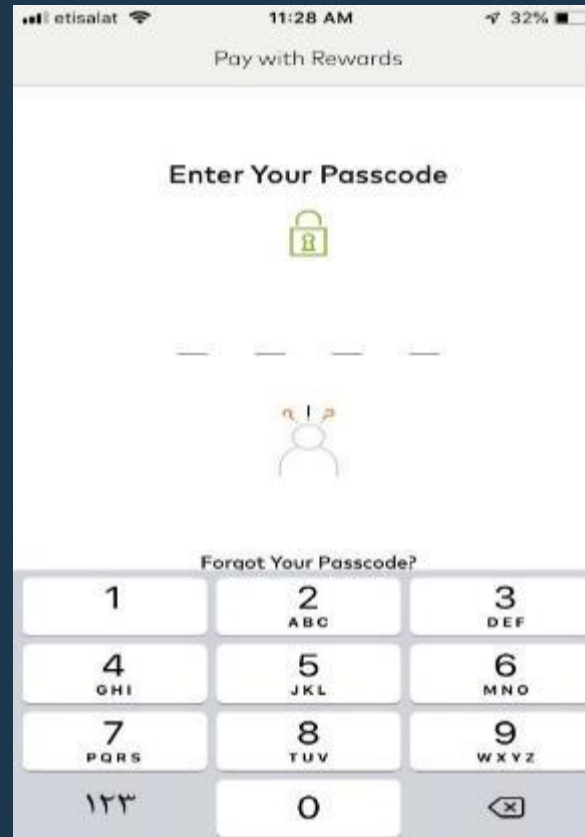 etisalat 11:28 AM 32%
Pay with Rewards
Enter Your Passcode
Forgot Your Passcode?
1 2 3
ABC DEF
4 5 6
GHI JKL MNO
7 8 9
PQRS TUV WXYZ
١٢٣ 0